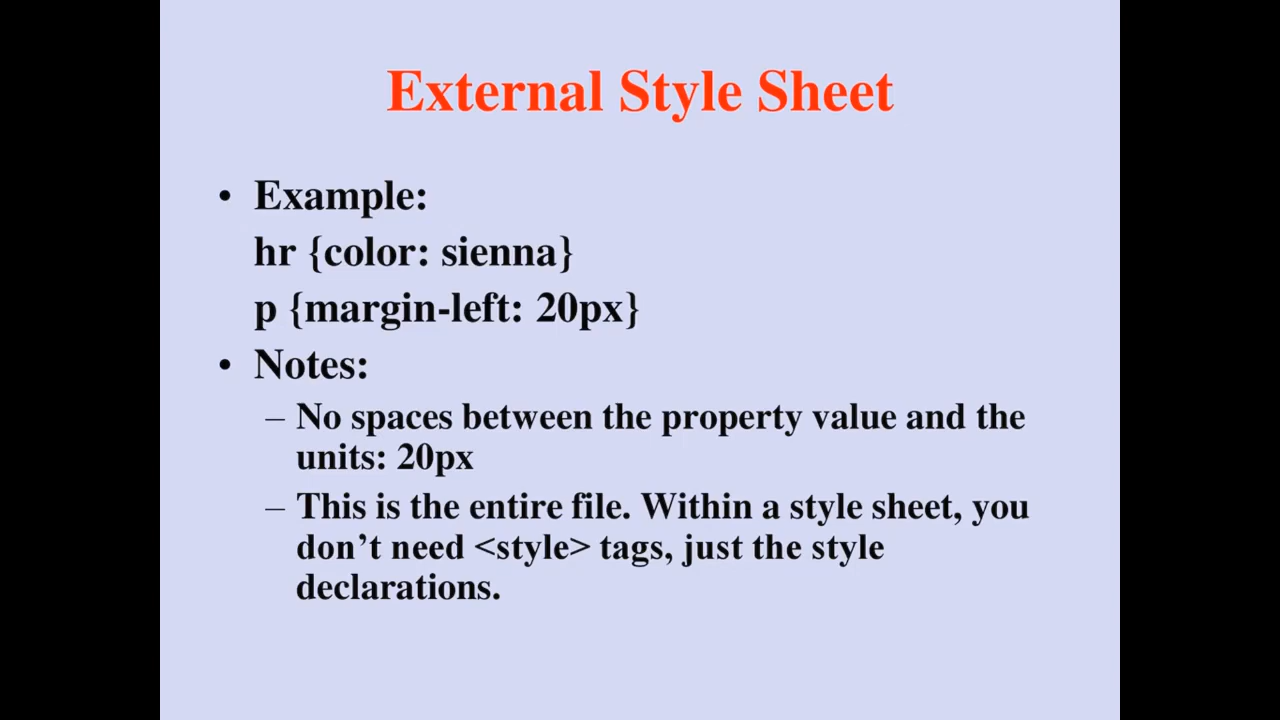 External Style Sheet
• Example:
hr {color: sienna}
p {margin-left: 20px}
• Notes:
– No spaces between the property value and the
units: 20px
– This is the entire file. Within a style sheet, you
don’t need <style> tags, just the style
declarations.